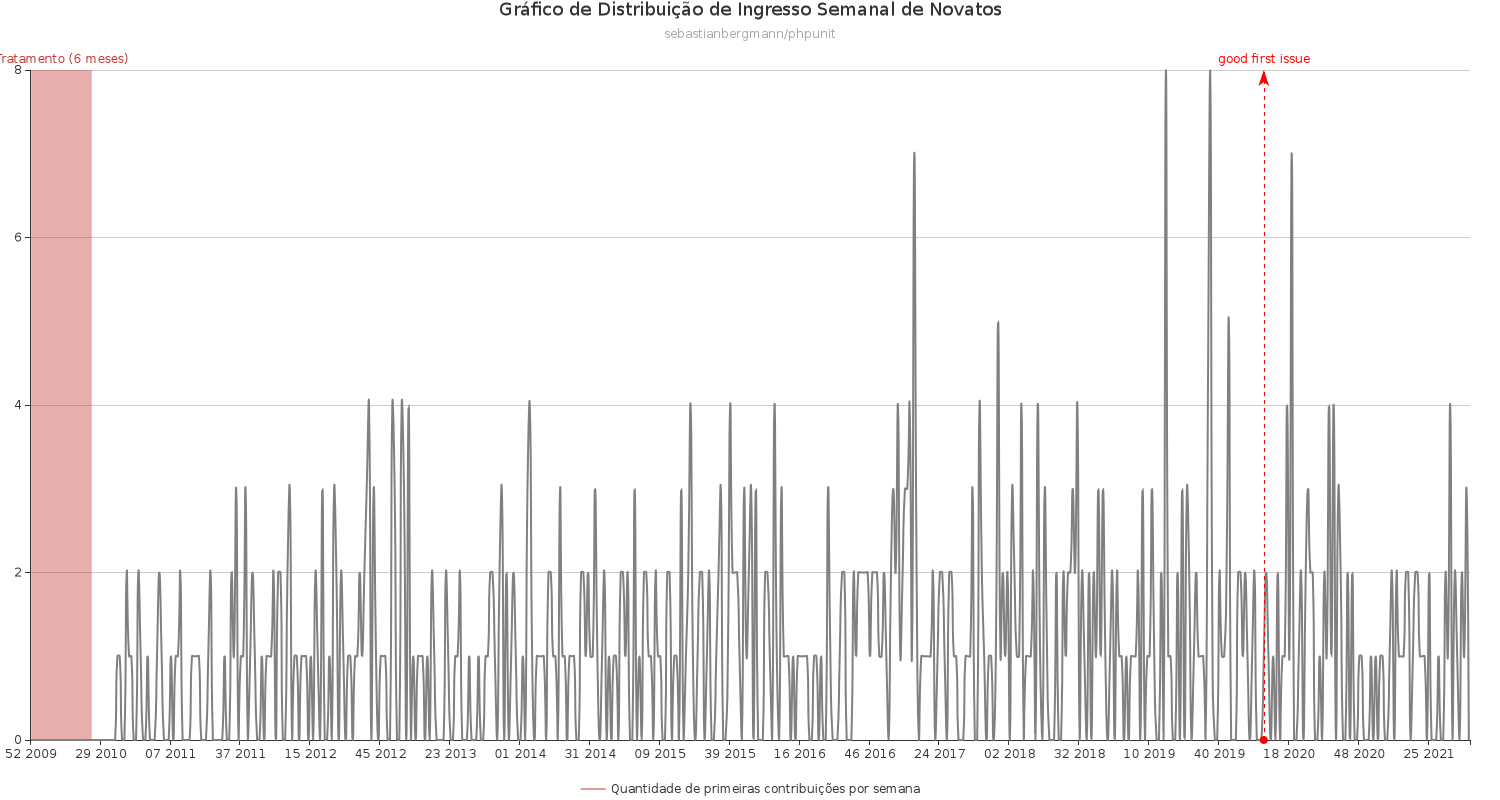 Gráfico de Distribuição de Ingresso Semanal de Novatos
sebastianbergmann/phpunit
Tratamento (6 meses)
good first issue
8
6
4
2
0
52 2009 29 2010 07 2011 37 2011 15 2012 45 2012 23 2013 01 2014 31 2014 09 2015 39 2015 16 2016 46 2016 24 2017 02 2018 32 2018 10 2019 40 2019 18 2020 48 2020 25 2021
Quantidade de primeiras contribuições por semana